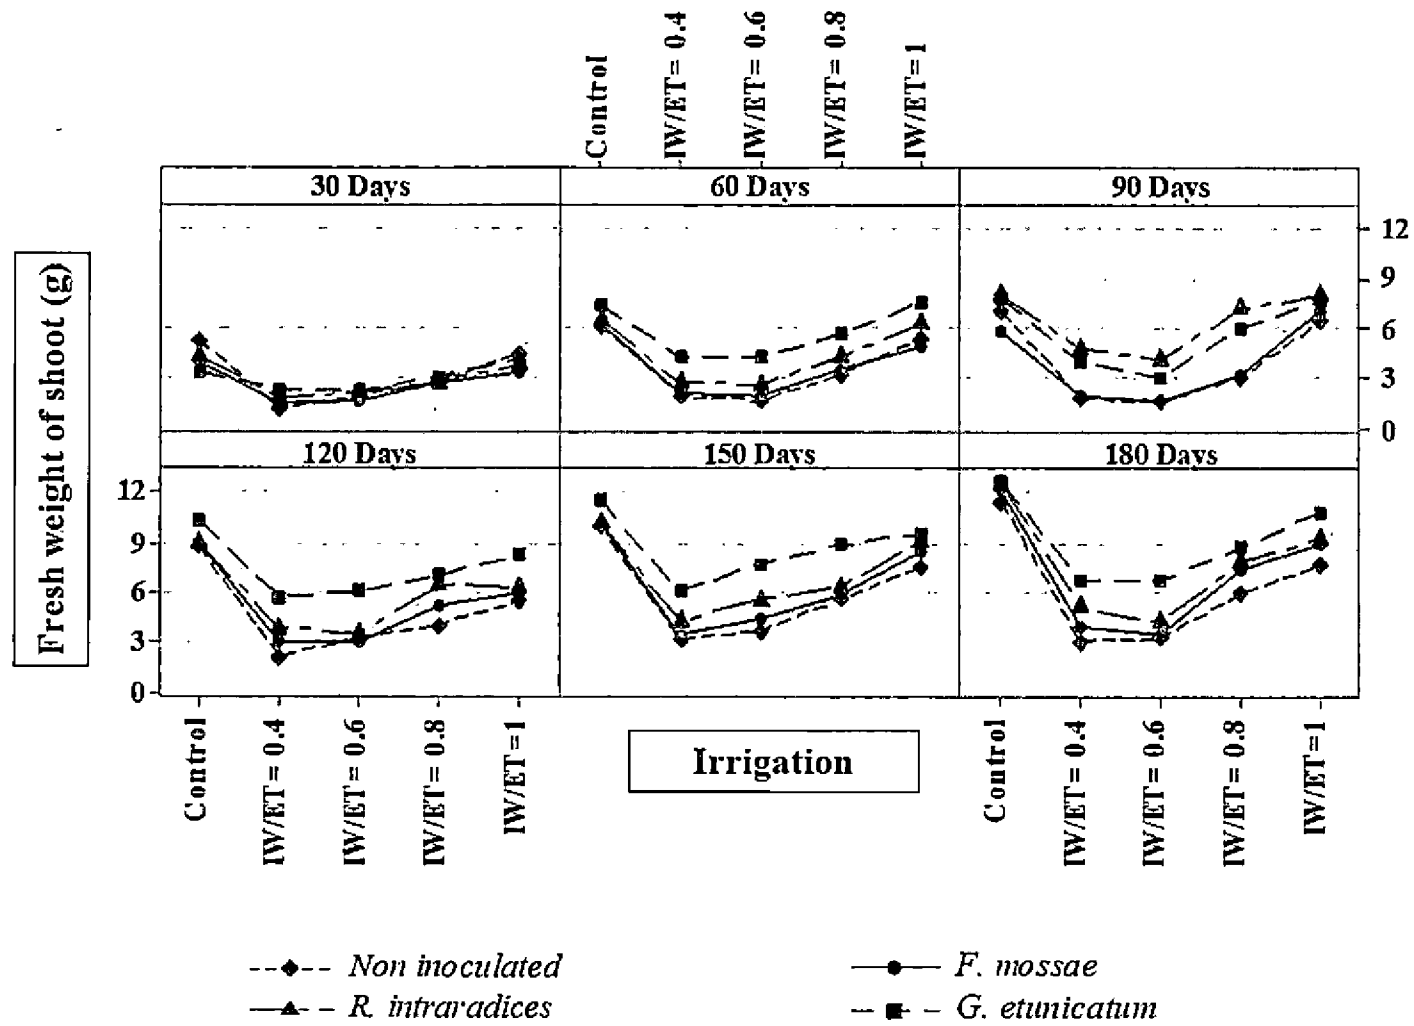 Control
IW/ET= 0.4
IW/ET= 0.6
IW/ET= 0.8
IW/ET=1
30 Days
60 Days
90 Days
12
9
6
3
0
Fresh weight of shoot (g)
120 Days
150 Days
180 Days
12
9
6
3
0
Control
IW/ET= 0.4
IW/ET= 0.6
IW/ET= 0.8
IW/ET=1
Irrigation
Control
IW/ET= 0.4
IW/ET= 0.6
IW/ET= 0.8
IW/ET=1
Non inoculated
F. mossae
R. intraradices
G. etunicatum